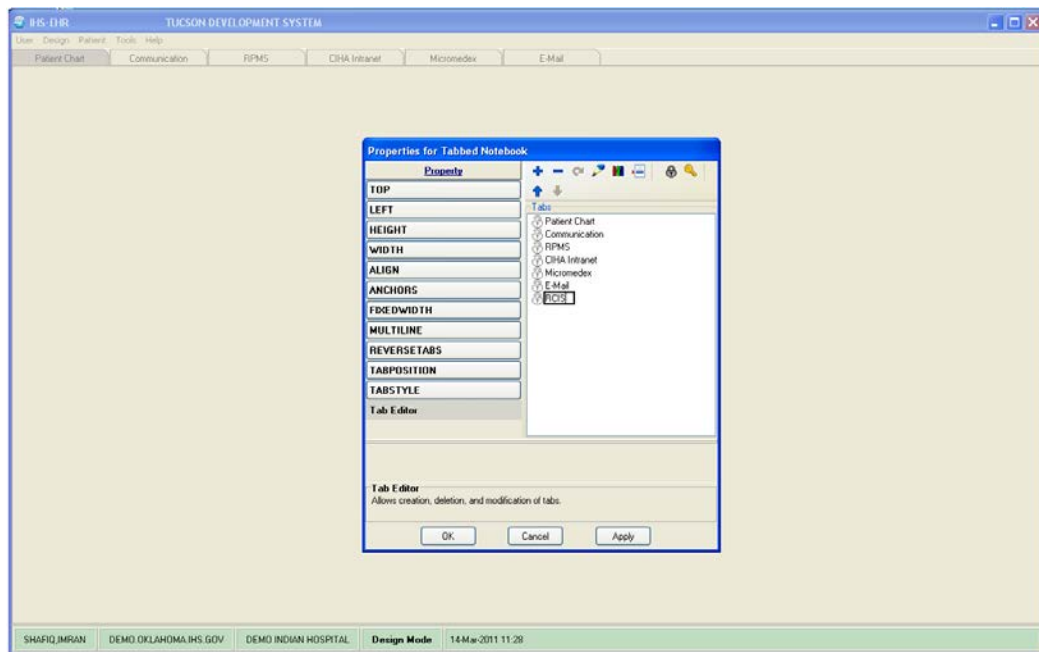 IHS-EHR TUCSON DEVELOPMENT SYSTEM
User Design Patient Tools Help
Patient Chart Communication RPMS CIHA Intranet Micromedex E-Mail
Properties for Tabbed Notebook
Property
TOP
LEFT
HEIGHT
WIDTH
ALIGN
ANCHORS
FIXEDWIDTH
MULTILINE
REVERSETABS
TABPOSITION
TABSTYLE
Tab Editor
Tabs
Patient Chart
Communication
RPMS
CIHA Intranet
Micromedex
E-Mail
RCIS
Tab Editor
Allows creation, deletion, and modification of tabs.
OK Cancel Apply
SHAFIQ,IMRAN DEMO.OKLAHOMA.IHS.GOV DEMO INDIAN HOSPITAL Design Mode 14-Mar-2011 11:28